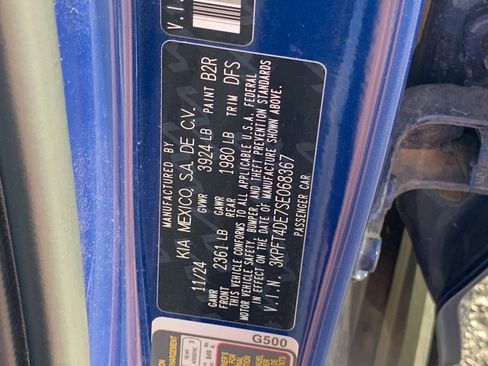 V.I.
MANUFACTURED BY
KIA MEXICO, S.A. DE C.V.
11/24 GVWR 3924 LB PAINT B2R
GAWR FRONT 2361 LB GAWR REAR 1980 LB TRIM DFS
THIS VEHICLE CONFORMS TO ALL APPLICABLE U.S.A. FEDERAL
MOTOR VEHICLE SAFETY, BUMPER, AND THEFT PREVENTION STANDARDS
IN EFFECT ON THE DATE OF MANUFACTURE SHOWN ABOVE.
V.I.N. 3KPFT4DE7SE068367
PASSENGER CAR
G500
REAR
3